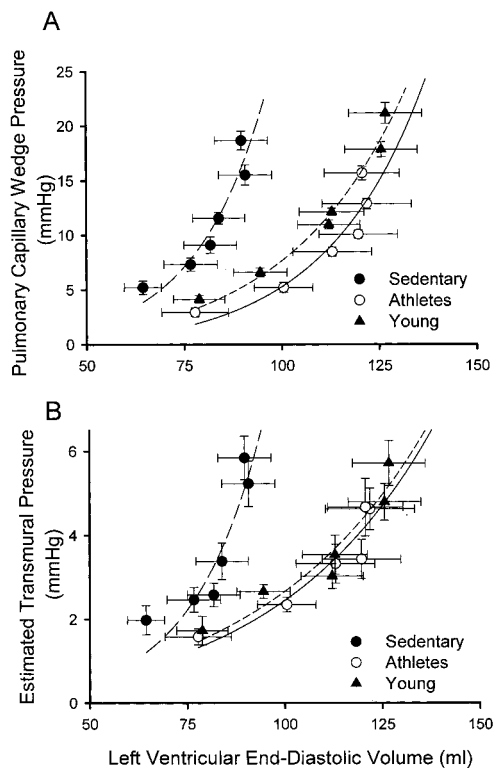 A
Pulmonary Capillary Wedge Pressure
(mmHg)
25
20
15
10
5
0
Sedentary
Athletes
Young
50
75
100
125
B
Estimated Transmural Pressure
(mmHg)
6
4
2
0
Sedentary
Athletes
Young
50
75
100
125
Left Ventricular End-Diastolic Volume (ml)